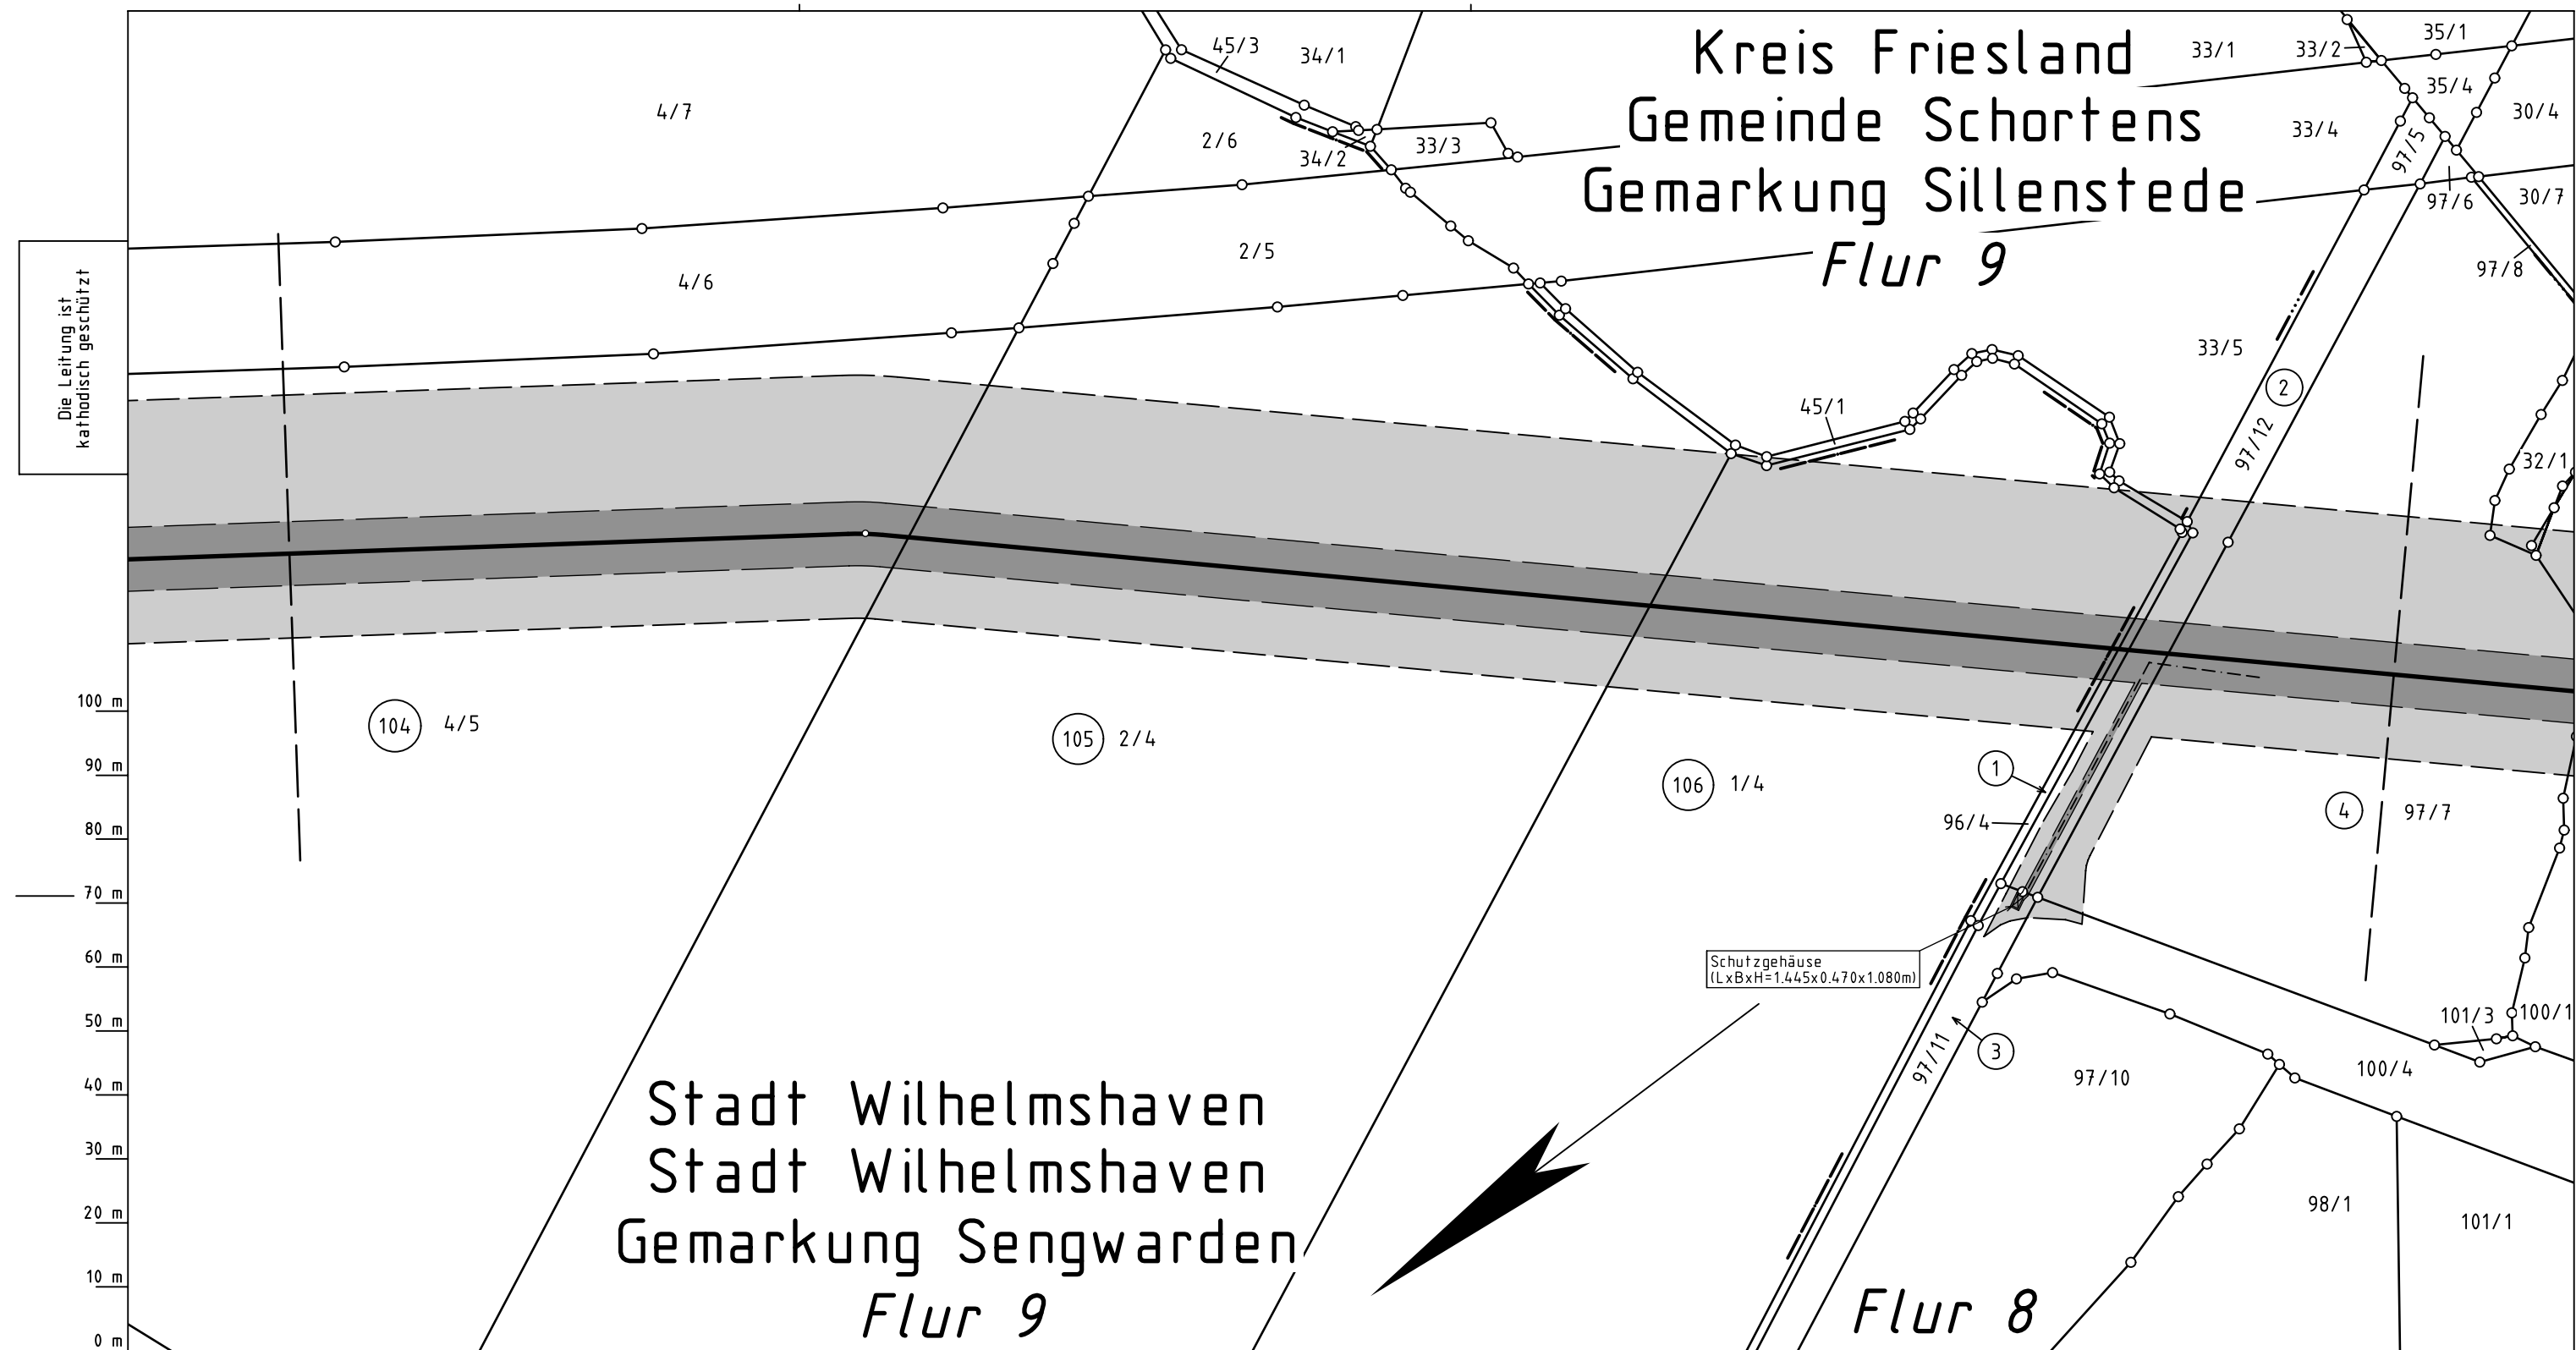 45/3
34/1
Kreis Friesland
33/1
33/2
35/1
4/7
2/6
34/2
33/3
Gemeinde Schortens
33/4
35/4
97/5
30/4
Gemarkung Sillenstede
97/6
30/7
Flur 9
97/8
Die Leitung ist
kathodisch geschützt
4/6
2/5
33/5
2
45/1
97/12
32/1
100 m
90 m
80 m
70 m
60 m
50 m
40 m
30 m
20 m
10 m
0 m
104
4/5
105
2/4
106
1/4
1
96/4
4
97/7
Schutzgehäuse
(LxBxH=1.445x0.470x1.080m)
97/11
3
97/10
101/3
100/1
100/4
98/1
101/1
Stadt Wilhelmshaven
Stadt Wilhelmshaven
Gemarkung Sengwarden
Flur 9
Flur 8